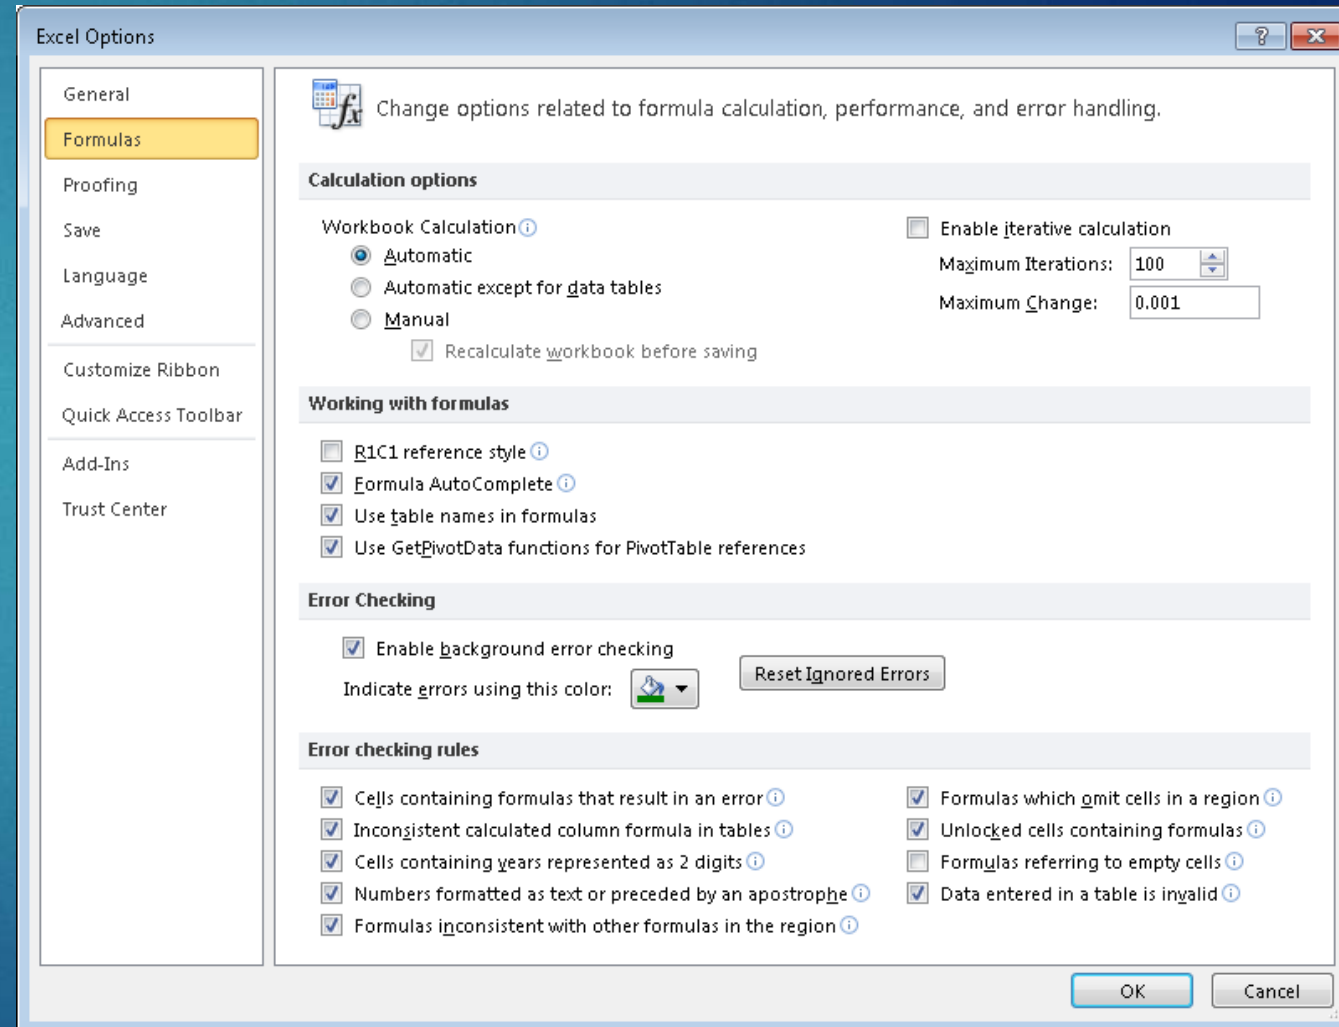 Excel Options
General
Formulas
Proofing
Save
Language
Advanced
Customize Ribbon
Quick Access Toolbar
Add-Ins
Trust Center
Change options related to formula calculation, performance, and error handling.
Calculation options
Workbook Calculation
Automatic
Automatic except for data tables
Manual
Recalculate workbook before saving
Enable iterative calculation
Maximum Iterations: 100
Maximum Change: 0.001
Working with formulas
R1C1 reference style
Formula AutoComplete
Use table names in formulas
Use GetPivotData functions for PivotTable references
Error Checking
Enable background error checking
Indicate errors using this color:
Reset Ignored Errors
Error checking rules
Cells containing formulas that result in an error
Inconsistent calculated column formula in tables
Cells containing years represented as 2 digits
Numbers formatted as text or preceded by an apostrophe
Formulas inconsistent with other formulas in the region
Formulas which omit cells in a region
Unlocked cells containing formulas
Formulas referring to empty cells
Data entered in a table is invalid
OK
Cancel